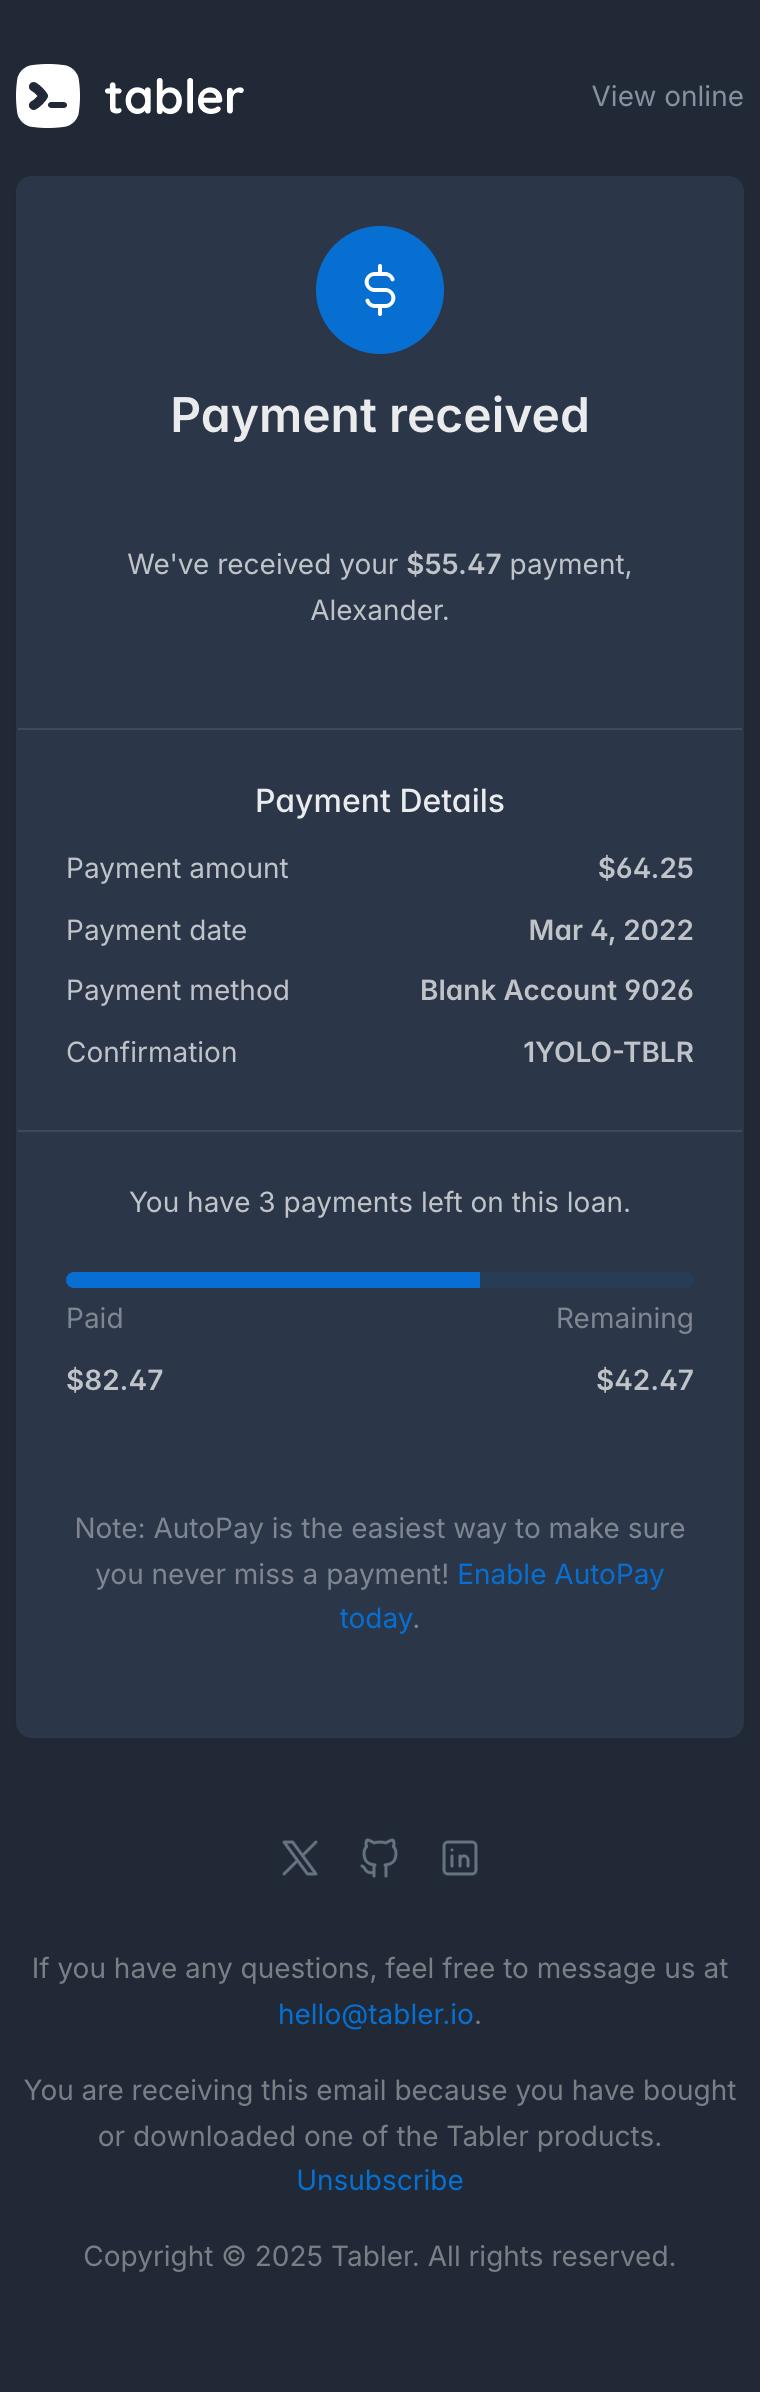 tabler
View online
$
Payment received
We've received your $55.47 payment,
Alexander.
Payment Details
Payment amount $64.25
Payment date Mar 4, 2022
Payment method Blank Account 9026
Confirmation 1YOLO-TBLR
You have 3 payments left on this loan.
Paid Remaining
$82.47 $42.47
Note: AutoPay is the easiest way to make sure
you never miss a payment! Enable AutoPay
today.
If you have any questions, feel free to message us at
hello@tabler.io.
You are receiving this email because you have bought
or downloaded one of the Tabler products.
Unsubscribe
Copyright © 2025 Tabler. All rights reserved.